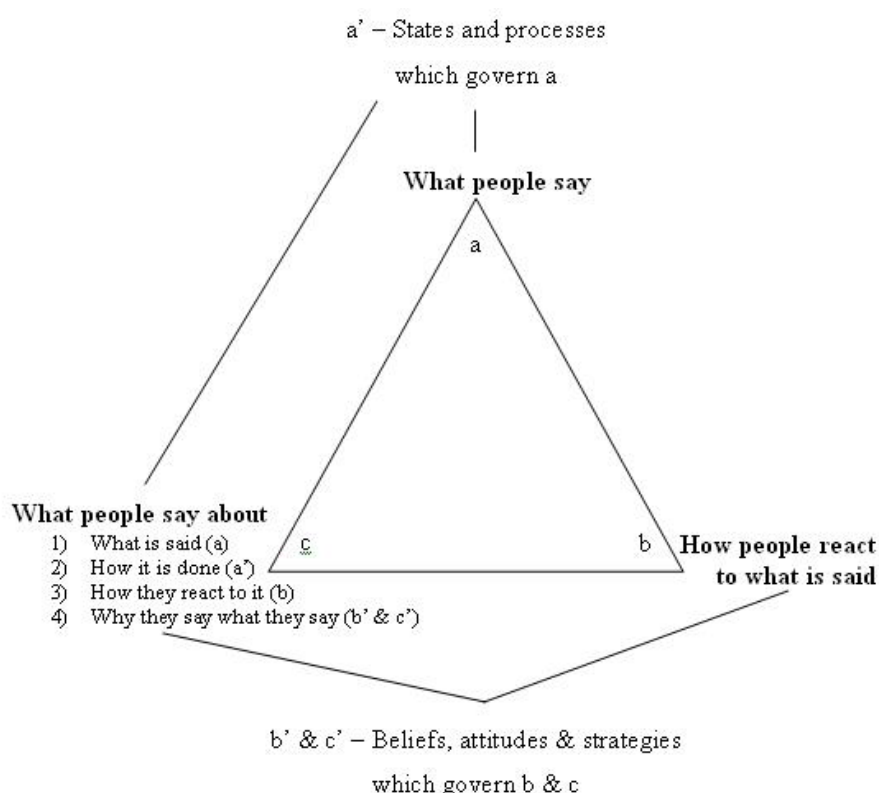 a’ – States and processes
which govern a
What people say
a
What people say about
1) What is said (a)
2) How it is done (a’)
3) How they react to it (b)
4) Why they say what they say (b’ & c’)
c
b
How people react
to what is said
b’ & c’ – Beliefs, attitudes & strategies
which govern b & c